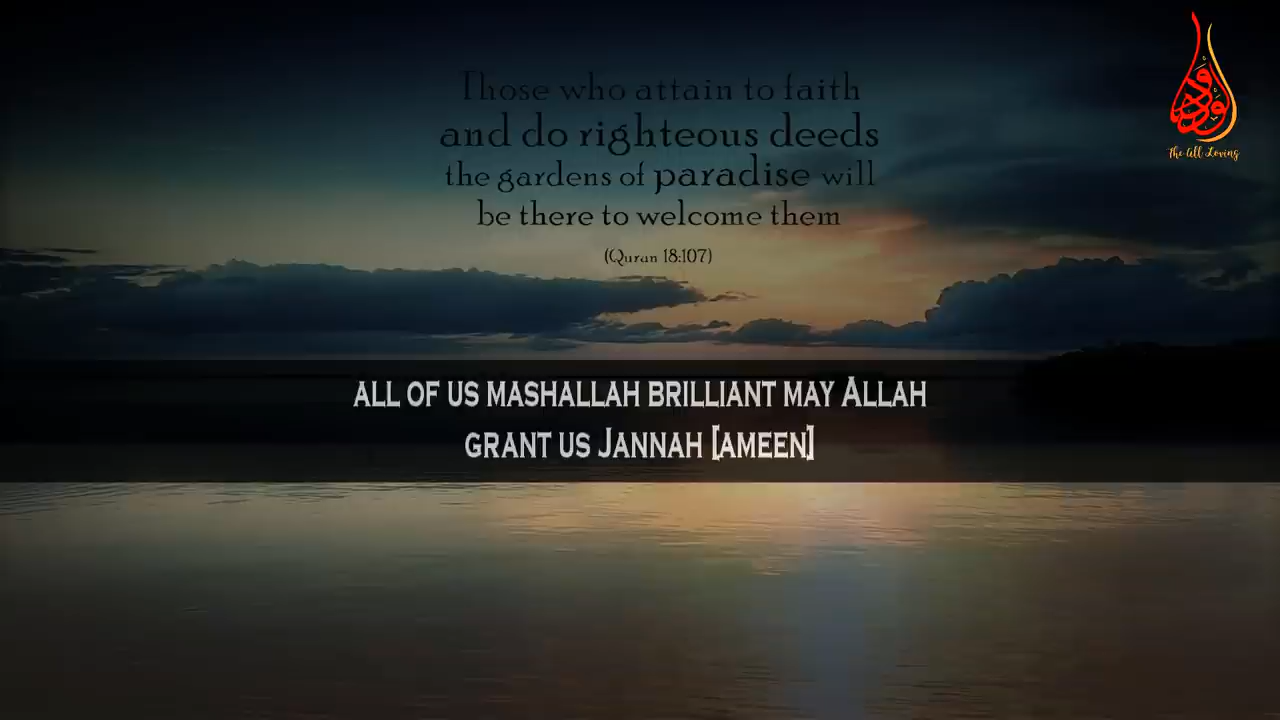 Those who attain to faith
and do righteous deeds
the gardens of paradise will
be there to welcome them
(Quran 18:107)
الودود
The All Loving
ALL OF US MASHALLAH BRILLIANT MAY ALLAH
GRANT US JANNAH [AMEEN]